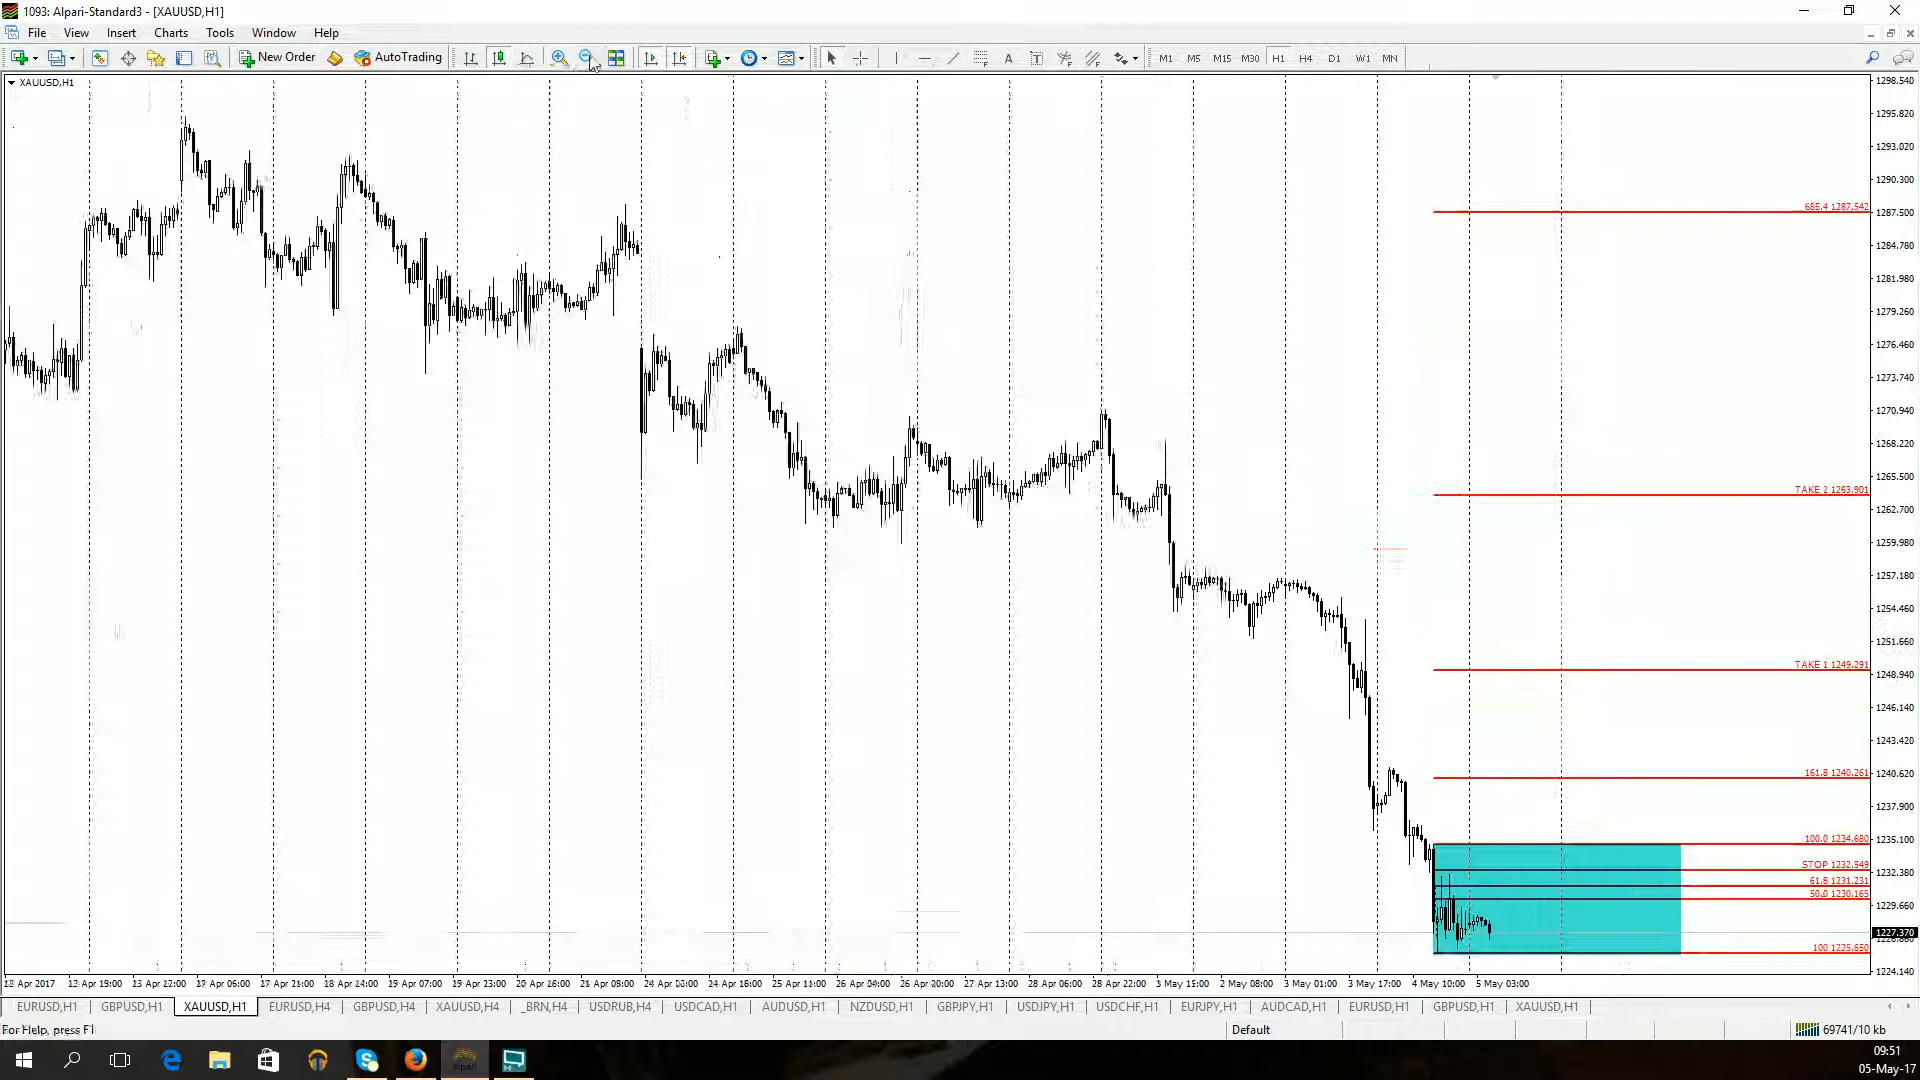 1093: Alpari-Standard3 - [XAUUSD,H1]
File View Insert Charts Tools Window Help
New Order AutoTrading M1 M5 M15 M30 H1 H4 D1 W1 MN
XAUUSD,H1
1298.540
1295.820
1293.020
1290.300
685.4 1287.542
1287.500
1284.780
1281.980
1279.260
1276.460
1273.740
1270.940
1268.220
1265.500
TAKE 2 1263.901
1262.700
1259.980
1257.180
1254.460
1251.660
TAKE 1 1249.291
1248.940
1246.140
1243.420
161.8 1240.261
1240.620
1237.900
100.0 1234.680
1235.100
STOP 1232.549
1232.380
61.8 1231.231
50.0 1230.165
1229.660
1227.370
100 1225.650
1224.140
Apr 2017 19:00 22:00 17 Apr 06:00 17 Apr 21:00 18 Apr 24:00 19 Apr 07:00 19 Apr 23:00 20 Apr 26:00 21 Apr 09:00 24 Apr 24 Apr 18:00 25 Apr 26 Apr 26 Apr 27 Apr 13:00 28 Apr 06:00 28 Apr 22:00 2 May 08:00 3 May 01:00 3 May 17:00 4 May 10:00 5 May 03:00
EURUSD,H1 GBPUSD,H1 XAUUSD,H1 EURUSD,H4 GBPUSD,H4 XAUUSD,H4 _BRN,H4 USDRUB,H4 USDCAD,H1 AUDUSD,H1 NZDUSD,H1 GBPJPY,H1 USDJPY,H1 USDCHF,H1 EURJPY,H1 AUDCAD,H1 EURUSD,H1 GBPUSD,H1 XAUUSD,H1
For Help, press F1 Default 69741/10 kb
alpari
09:51
05-May-17